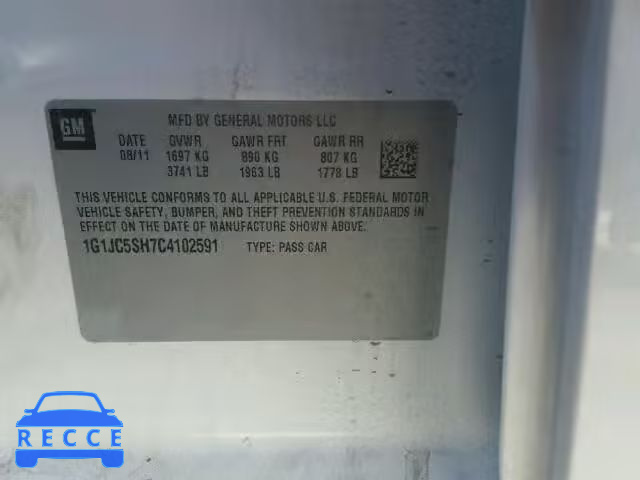 GM
MFD BY GENERAL MOTORS LLC
DATE GVWR GAWR FRT GAWR RR
08/11 1697 KG 890 KG 807 KG
3741 LB 1963 LB 1778 LB
THIS VEHICLE CONFORMS TO ALL APPLICABLE U.S. FEDERAL MOTOR
VEHICLE SAFETY, BUMPER, AND THEFT PREVENTION STANDARDS
IN EFFECT ON THE DATE OF MANUFACTURE SHOWN ABOVE.
1G1JC5SH7C4102591 TYPE: PASS CAR
RECCE